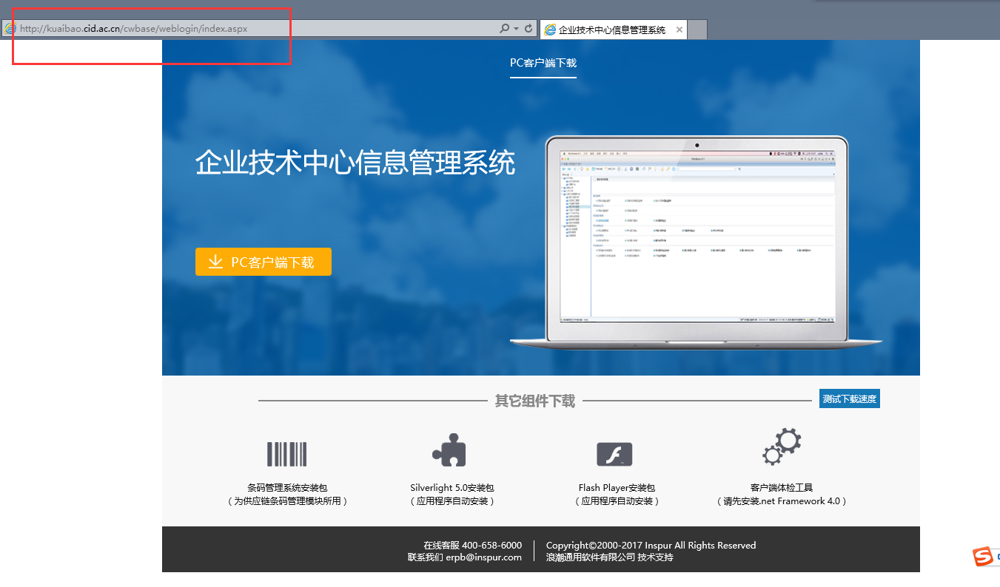 http://kuaibao.cid.ac.cn/cwbase/weblogin/index.aspx
企业技术中心信息管理系统
PC客户端下载
企业技术中心信息管理系统
PC客户端下载
其它组件下载
测试下载速度
条码管理系统安装包
（为供应链条码管理模块所用）
Silverlight 5.0安装包
（应用程序自动安装）
Flash Player安装包
（应用程序自动安装）
客户端体检工具
（请先安装.net Framework 4.0）
在线客服 400-658-6000
联系我们 erpb@inspur.com
Copyright©2000-2017 Inspur All Rights Reserved
浪潮通用软件有限公司 技术支持